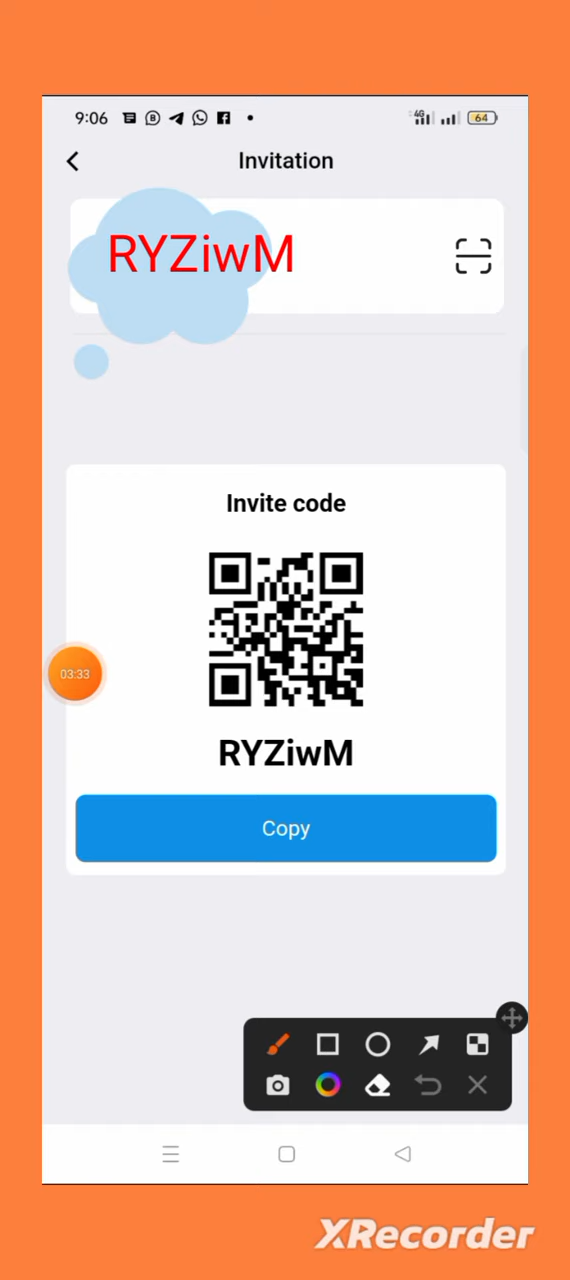 9:06
4G
64
Invitation
RYZiwM
Invite code
03:33
RYZiwM
Copy
XRecorder